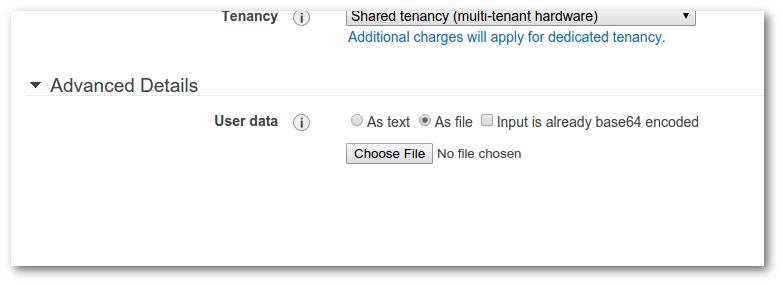 Tenancy i Shared tenancy (multi-tenant hardware)
Additional charges will apply for dedicated tenancy.
Advanced Details
User data i As text As file Input is already base64 encoded
Choose File No file chosen